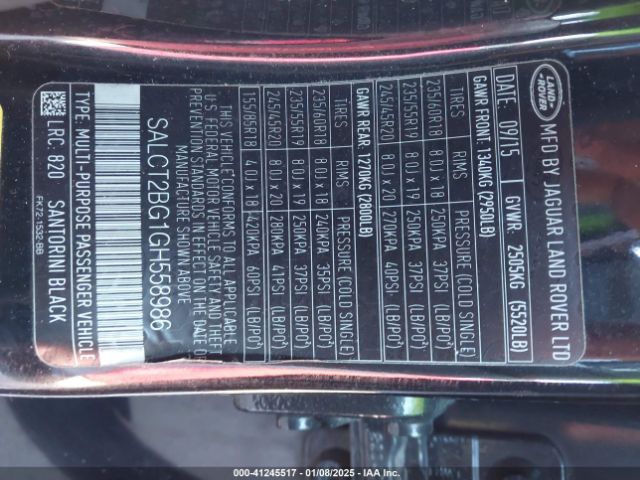 LAND-
ROVER
MFD BY JAGUAR LAND ROVER LTD
DATE: 09/15 GVWR: 2505KG (5520LB)
GAWR FRONT: 1340KG (2950LB)
TIRES RIMS PRESSURE (COLD SINGLE)
235/60R18 8.0J x 18 250KPA 37PSI (LB/PO²)
235/55R19 8.0J x 19 250KPA 37PSI (LB/PO²)
245/45R20 8.0J x 20 270KPA 40PSI (LB/PO²)
GAWR REAR: 1270KG (2800LB)
TIRES RIMS PRESSURE (COLD SINGLE)
235/60R18 8.0J x 18 240KPA 35PSI (LB/PO²)
235/55R19 8.0J x 19 250KPA 37PSI (LB/PO²)
245/45R20 8.0J x 20 280KPA 41PSI (LB/PO²)
155/85R18 4.0J x 18 420KPA 60PSI (LB/PO²)
THIS VEHICLE CONFORMS TO ALL APPLICABLE
U.S. FEDERAL MOTOR VEHICLE SAFETY AND THEFT
PREVENTION STANDARDS IN EFFECT ON THE DATE OF
MANUFACTURE SHOWN ABOVE
SALCT2BG1GH558986
TYPE: MULTI-PURPOSE PASSENGER VEHICLE
LRC: 820 SANTORINI BLACK
FK72-1532-BB
000-41245517 \ 01/08/2025 \ IAA Inc.